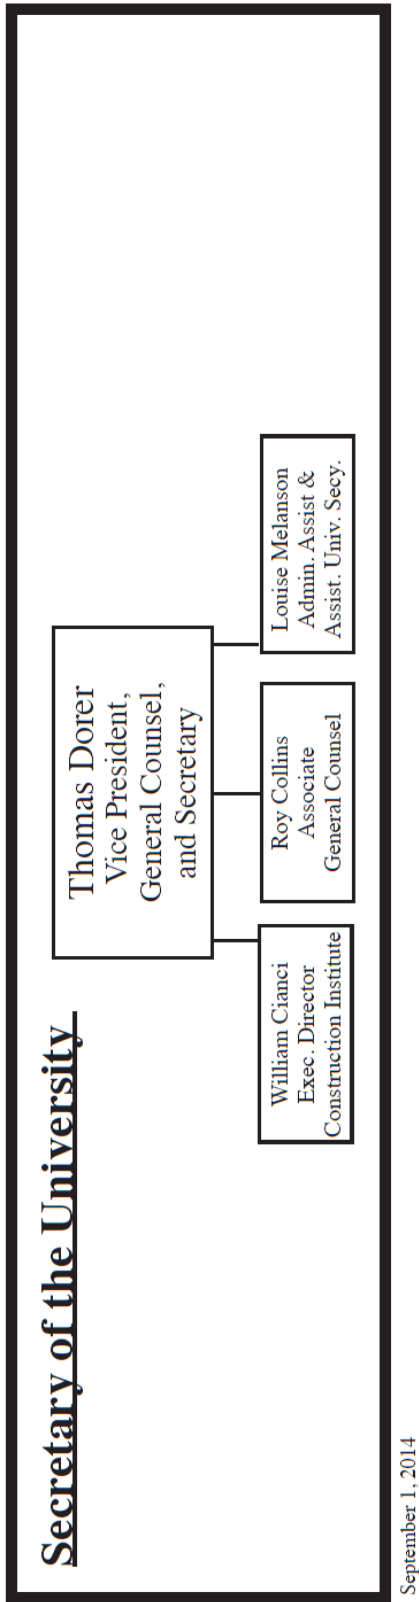 Secretary of the University
Thomas Dorer
Vice President,
General Counsel,
and Secretary
William Cianci
Exec. Director
Construction Institute
Roy Collins
Associate
General Counsel
Louise Melanson
Admin. Assist &
Assist. Univ. Secy.
September 1, 2014